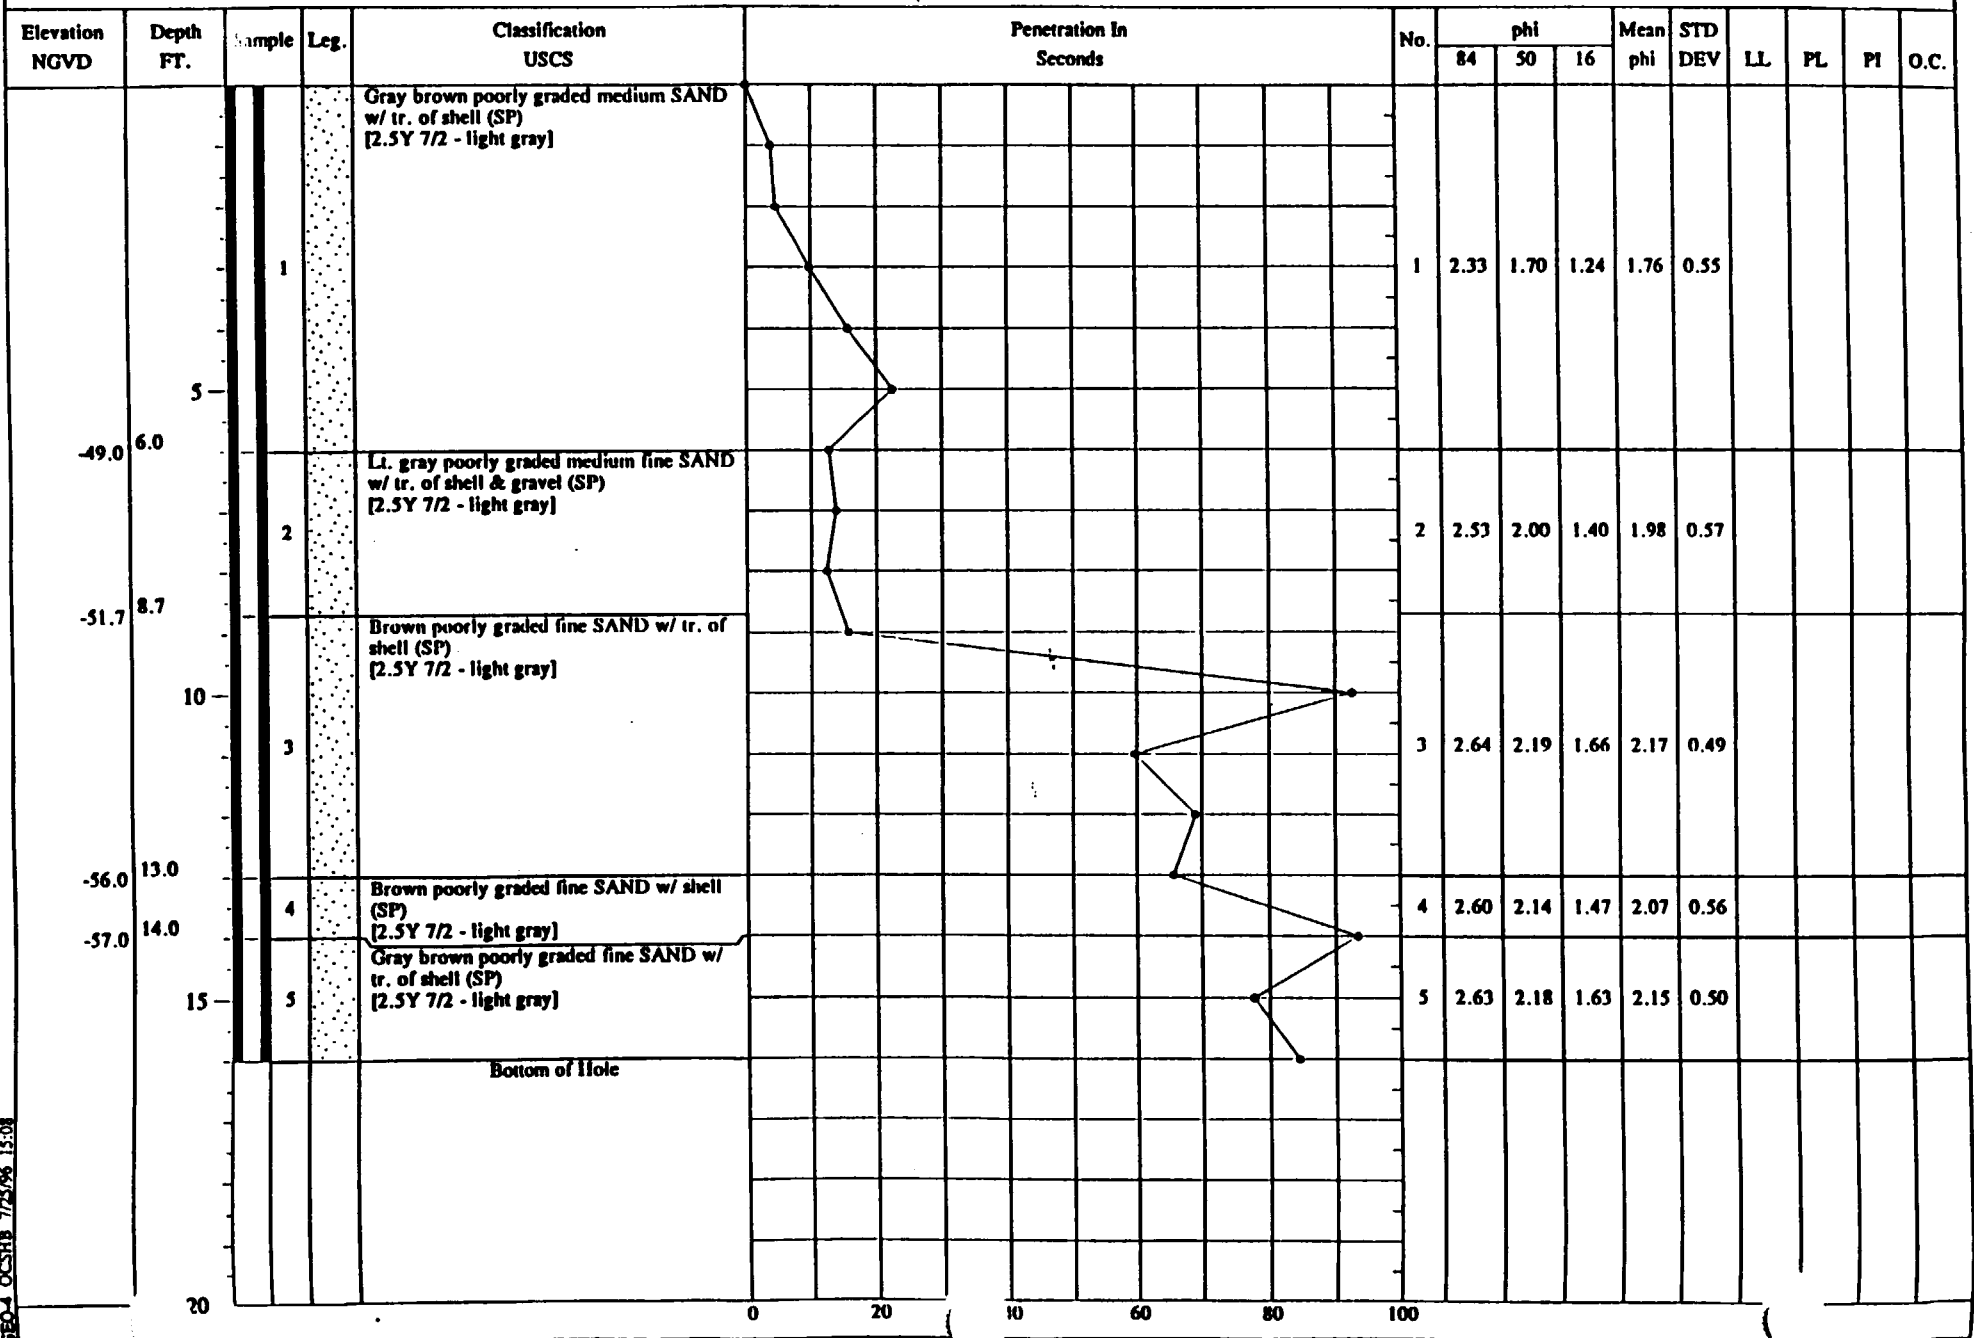 Elevation NGVD
Depth FT.
Leg.
Classification USCS
Penetration In Seconds
No.
phi
84 50 16
Mean phi
STD DEV
LL PL PI O.C.
Gray brown poorly graded medium SAND
w/ tr. of shell (SP)
[2.5Y 7/2 - light gray]
1
1 2.33 1.70 1.24 1.76 0.55
5
-49.0 6.0
Lt. gray poorly graded medium fine SAND
w/ tr. of shell & gravel (SP)
[2.5Y 7/2 - light gray]
2
2 2.53 2.00 1.40 1.98 0.57
-51.7 8.7
Brown poorly graded fine SAND w/ tr. of
shell (SP)
[2.5Y 7/2 - light gray]
10
3
3 2.64 2.19 1.66 2.17 0.49
-56.0 13.0
Brown poorly graded fine SAND w/ shell
(SP)
[2.5Y 7/2 - light gray]
4
4 2.60 2.14 1.47 2.07 0.56
-57.0 14.0
Gray brown poorly graded fine SAND w/
tr. of shell (SP)
[2.5Y 7/2 - light gray]
15
5
5 2.63 2.18 1.63 2.15 0.50
Bottom of Hole
20
0 20 60 80 100
OCSHB 7/25/96 15:08